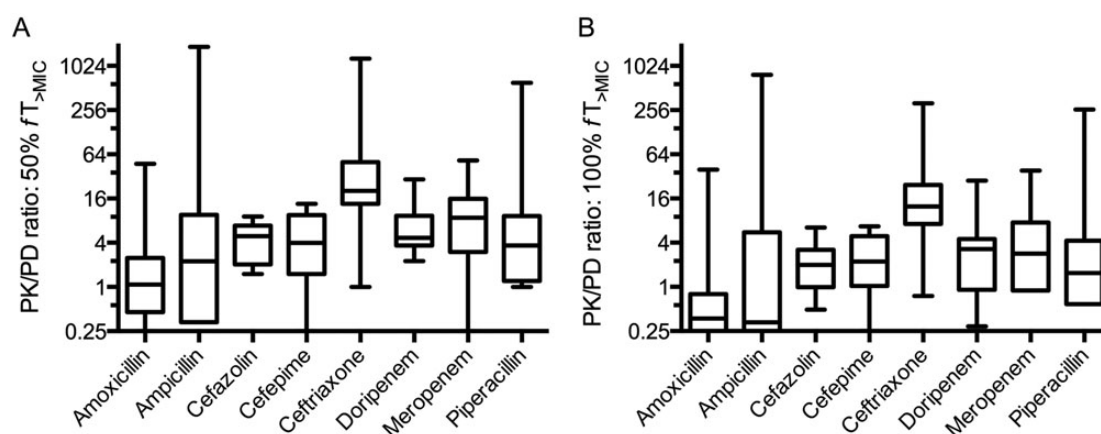 A
PK/PD ratio: 50% fT>MIC
1024
256
64
16
4
1
0.25
Amoxicillin
Ampicillin
Cefazolin
Cefepime
Ceftriaxone
Doripenem
Meropenem
Piperacillin
B
PK/PD ratio: 100% fT>MIC
1024
256
64
16
4
1
0.25
Amoxicillin
Ampicillin
Cefazolin
Cefepime
Ceftriaxone
Doripenem
Meropenem
Piperacillin